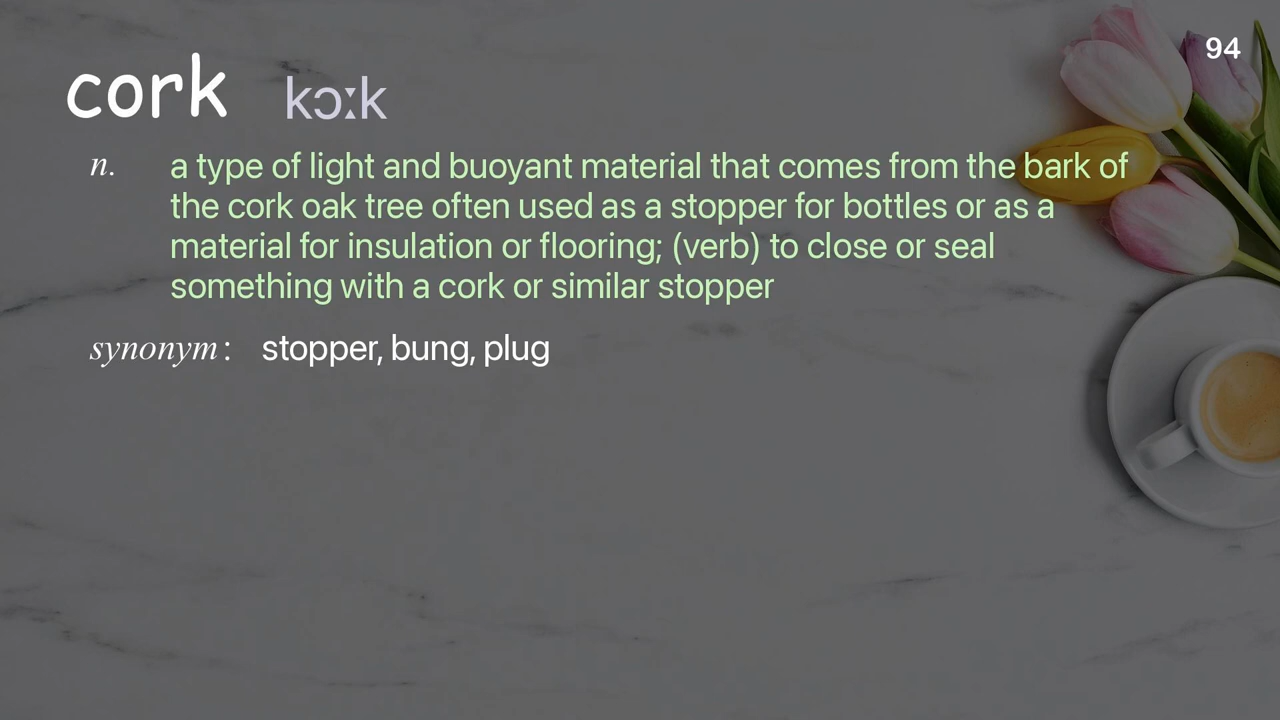 94
cork kɔːk
n. a type of light and buoyant material that comes from the bark of
the cork oak tree often used as a stopper for bottles or as a
material for insulation or flooring; (verb) to close or seal
something with a cork or similar stopper
synonym: stopper, bung, plug